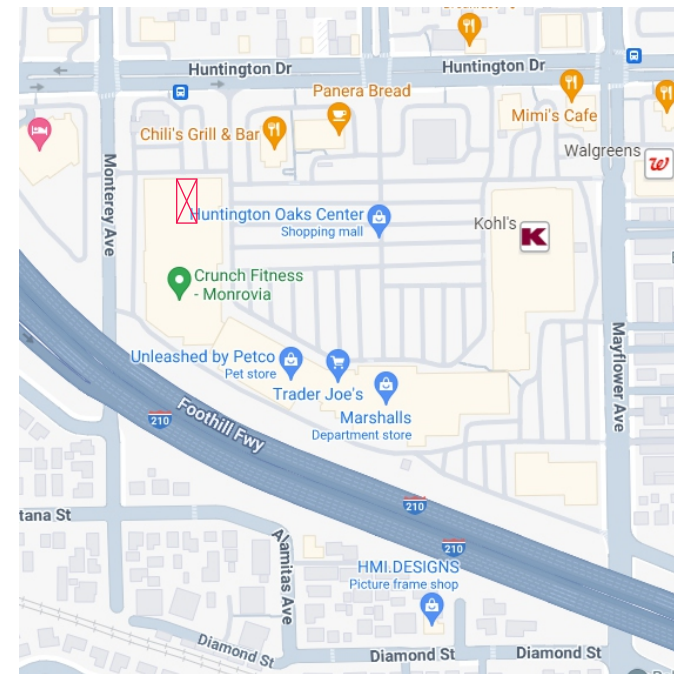 Huntington Dr
Huntington Dr
Panera Bread
Mimi's Cafe
Chili's Grill & Bar
Walgreens
Monterey Ave
Huntington Oaks Center
Shopping mall
Kohl's
K
Crunch Fitness
- Monrovia
Unleashed by Petco
Pet store
Trader Joe's
Marshalls
Department store
Mayflower Ave
Foothill Fwy
210
210
210
tana St
Alamitas Ave
HMI.DESIGNS
Picture frame shop
Diamond St
Diamond St
Diamond St